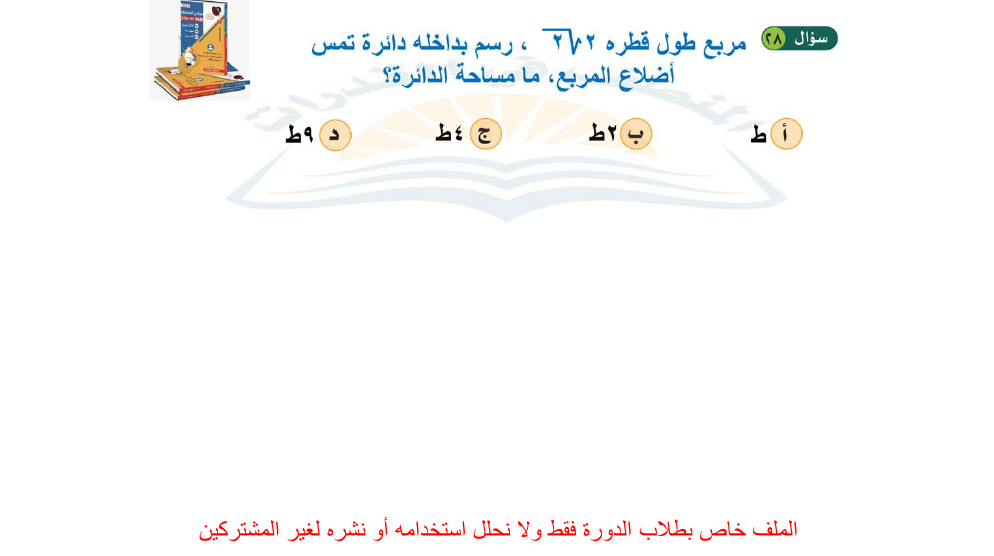 سؤال ٢٨ مربع طول قطره ٢√٢ ، رسم بداخله دائرة تمس
أضلاع المربع، ما مساحة الدائرة؟
أ ط ب ٢ط ج ٤ط د ٩ط
الملف خاص بطلاب الدورة فقط ولا نحلل استخدامه أو نشره لغير المشتركين